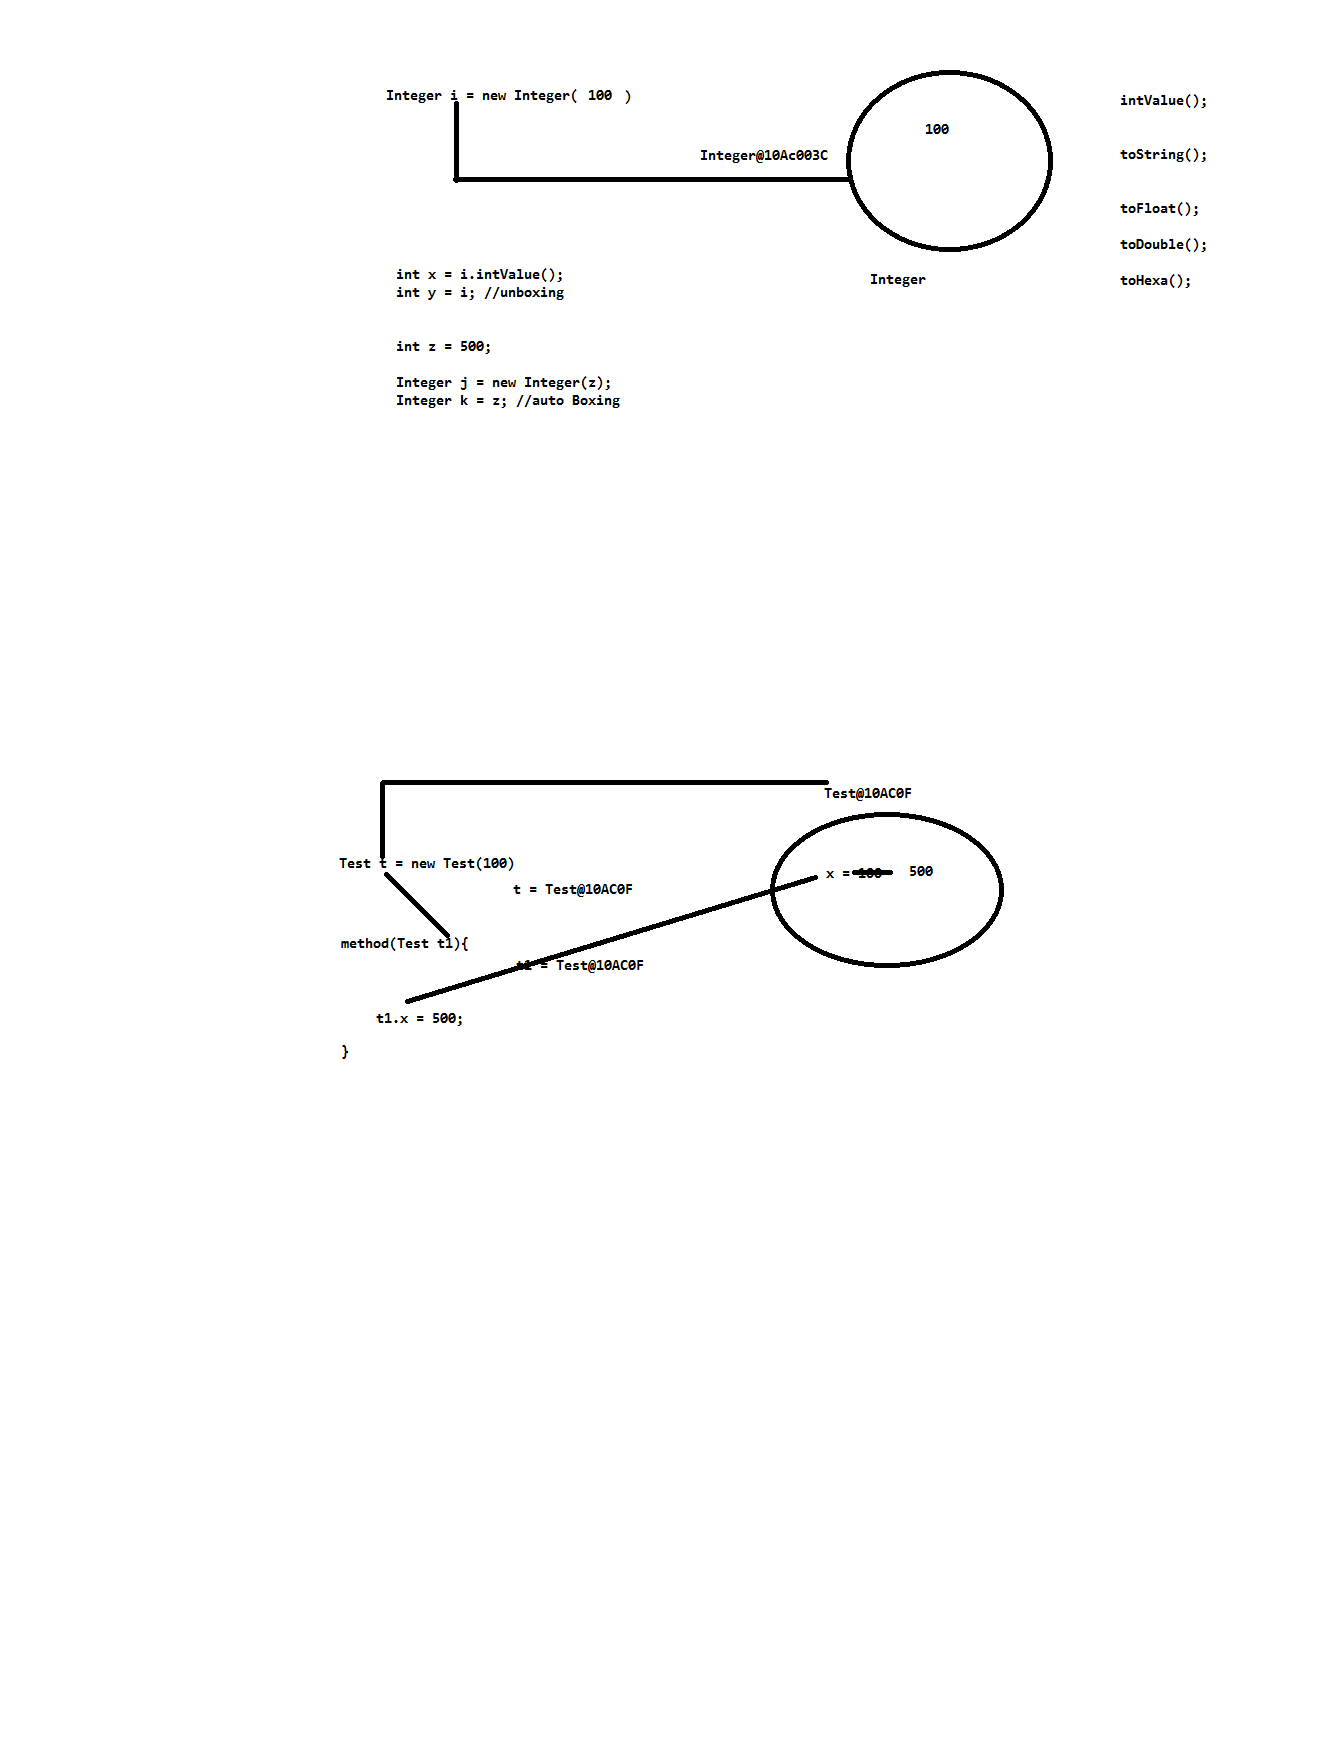 Integer i = new Integer( 100 )
100
Integer@10Ac003C
Integer
intValue();
toString();
toFloat();
toDouble();
toHexa();
int x = i.intValue();
int y = i; //unboxing
int z = 500;
Integer j = new Integer(z);
Integer k = z; //auto Boxing
Test@10AC0F
Test t = new Test(100)
x = 100 500
t = Test@10AC0F
method(Test t1){
t1 = Test@10AC0F
t1.x = 500;
}